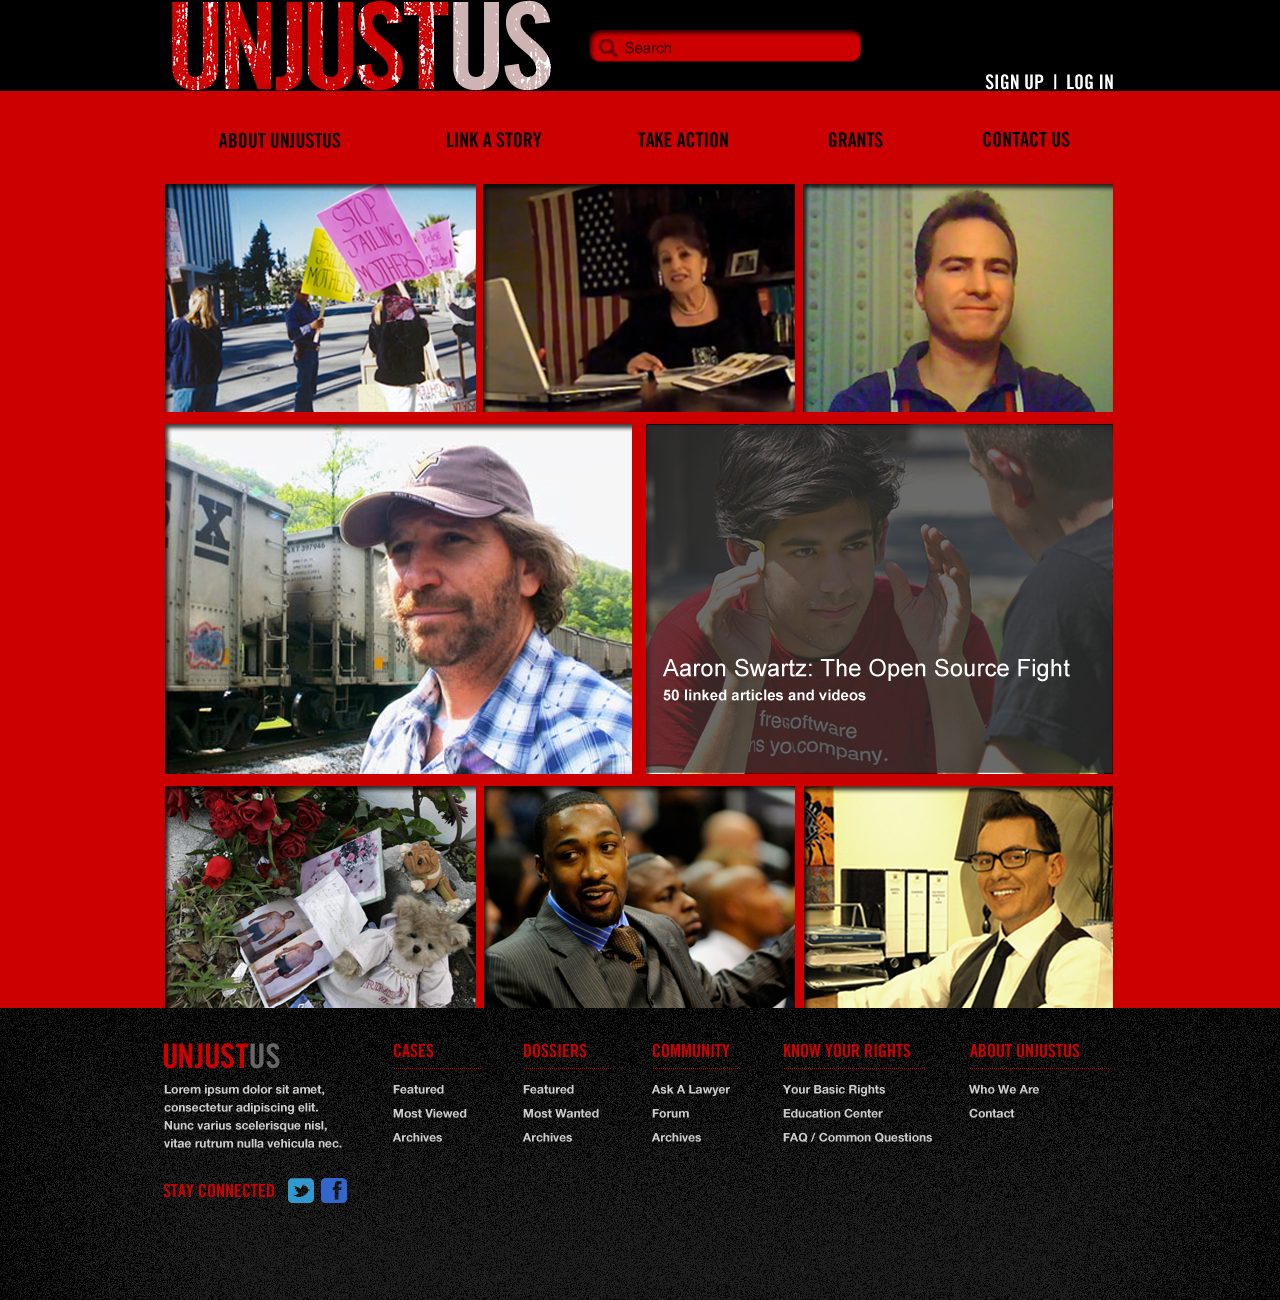 UNJUSTUS
Search
SIGN UP | LOG IN
ABOUT UNJUSTUS
LINK A STORY
TAKE ACTION
GRANTS
CONTACT US
STOP
JAILING
MOTHERS
MOTHERS
X
Aaron Swartz: The Open Source Fight
50 linked articles and videos
software
company.
UNJUSTUS
Lorem ipsum dolor sit amet,
consectetur adipiscing elit.
Nunc varius scelerisque nisl,
vitae rutrum nulla vehicula nec.
STAY CONNECTED
CASES
Featured
Most Viewed
Archives
DOSSIERS
Featured
Most Wanted
Archives
COMMUNITY
Ask A Lawyer
Forum
Archives
KNOW YOUR RIGHTS
Your Basic Rights
Education Center
FAQ / Common Questions
ABOUT UNJUSTUS
Who We Are
Contact